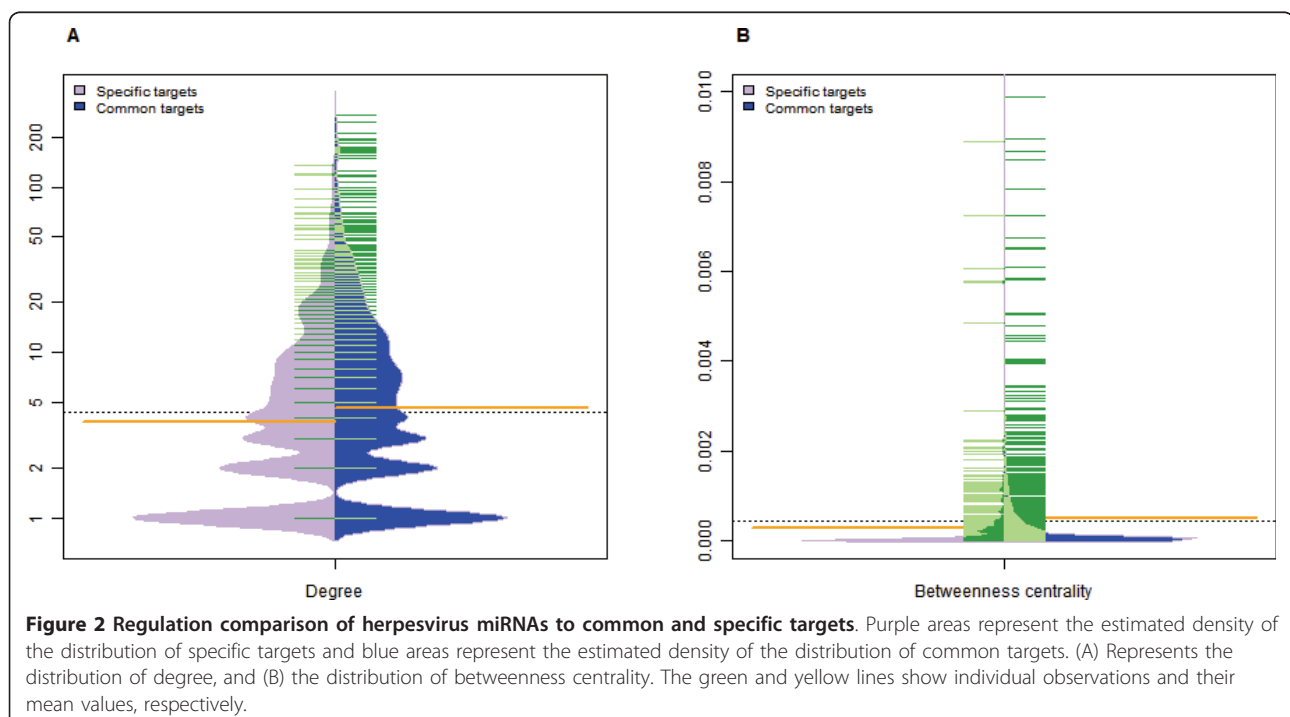 A
Specific targets
Common targets
200
100
50
20
10
5
2
1
Degree
B
Specific targets
Common targets
0.010
0.008
0.006
0.004
0.002
0.000
Betweenness centrality
Figure 2 Regulation comparison of herpesvirus miRNAs to common and specific targets. Purple areas represent the estimated density of
the distribution of specific targets and blue areas represent the estimated density of the distribution of common targets. (A) Represents the
distribution of degree, and (B) the distribution of betweenness centrality. The green and yellow lines show individual observations and their
mean values, respectively.